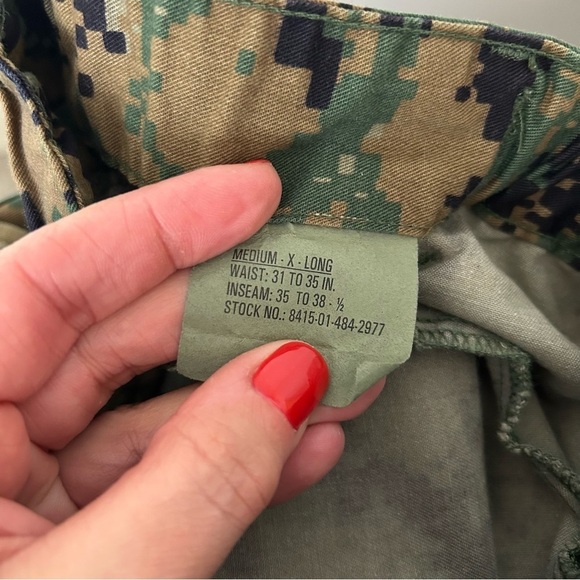 MEDIUM - X - LONG
WAIST: 31 TO 35 IN.
INSEAM: 35 TO 38 - ½
STOCK NO.: 8415-01-484-2977